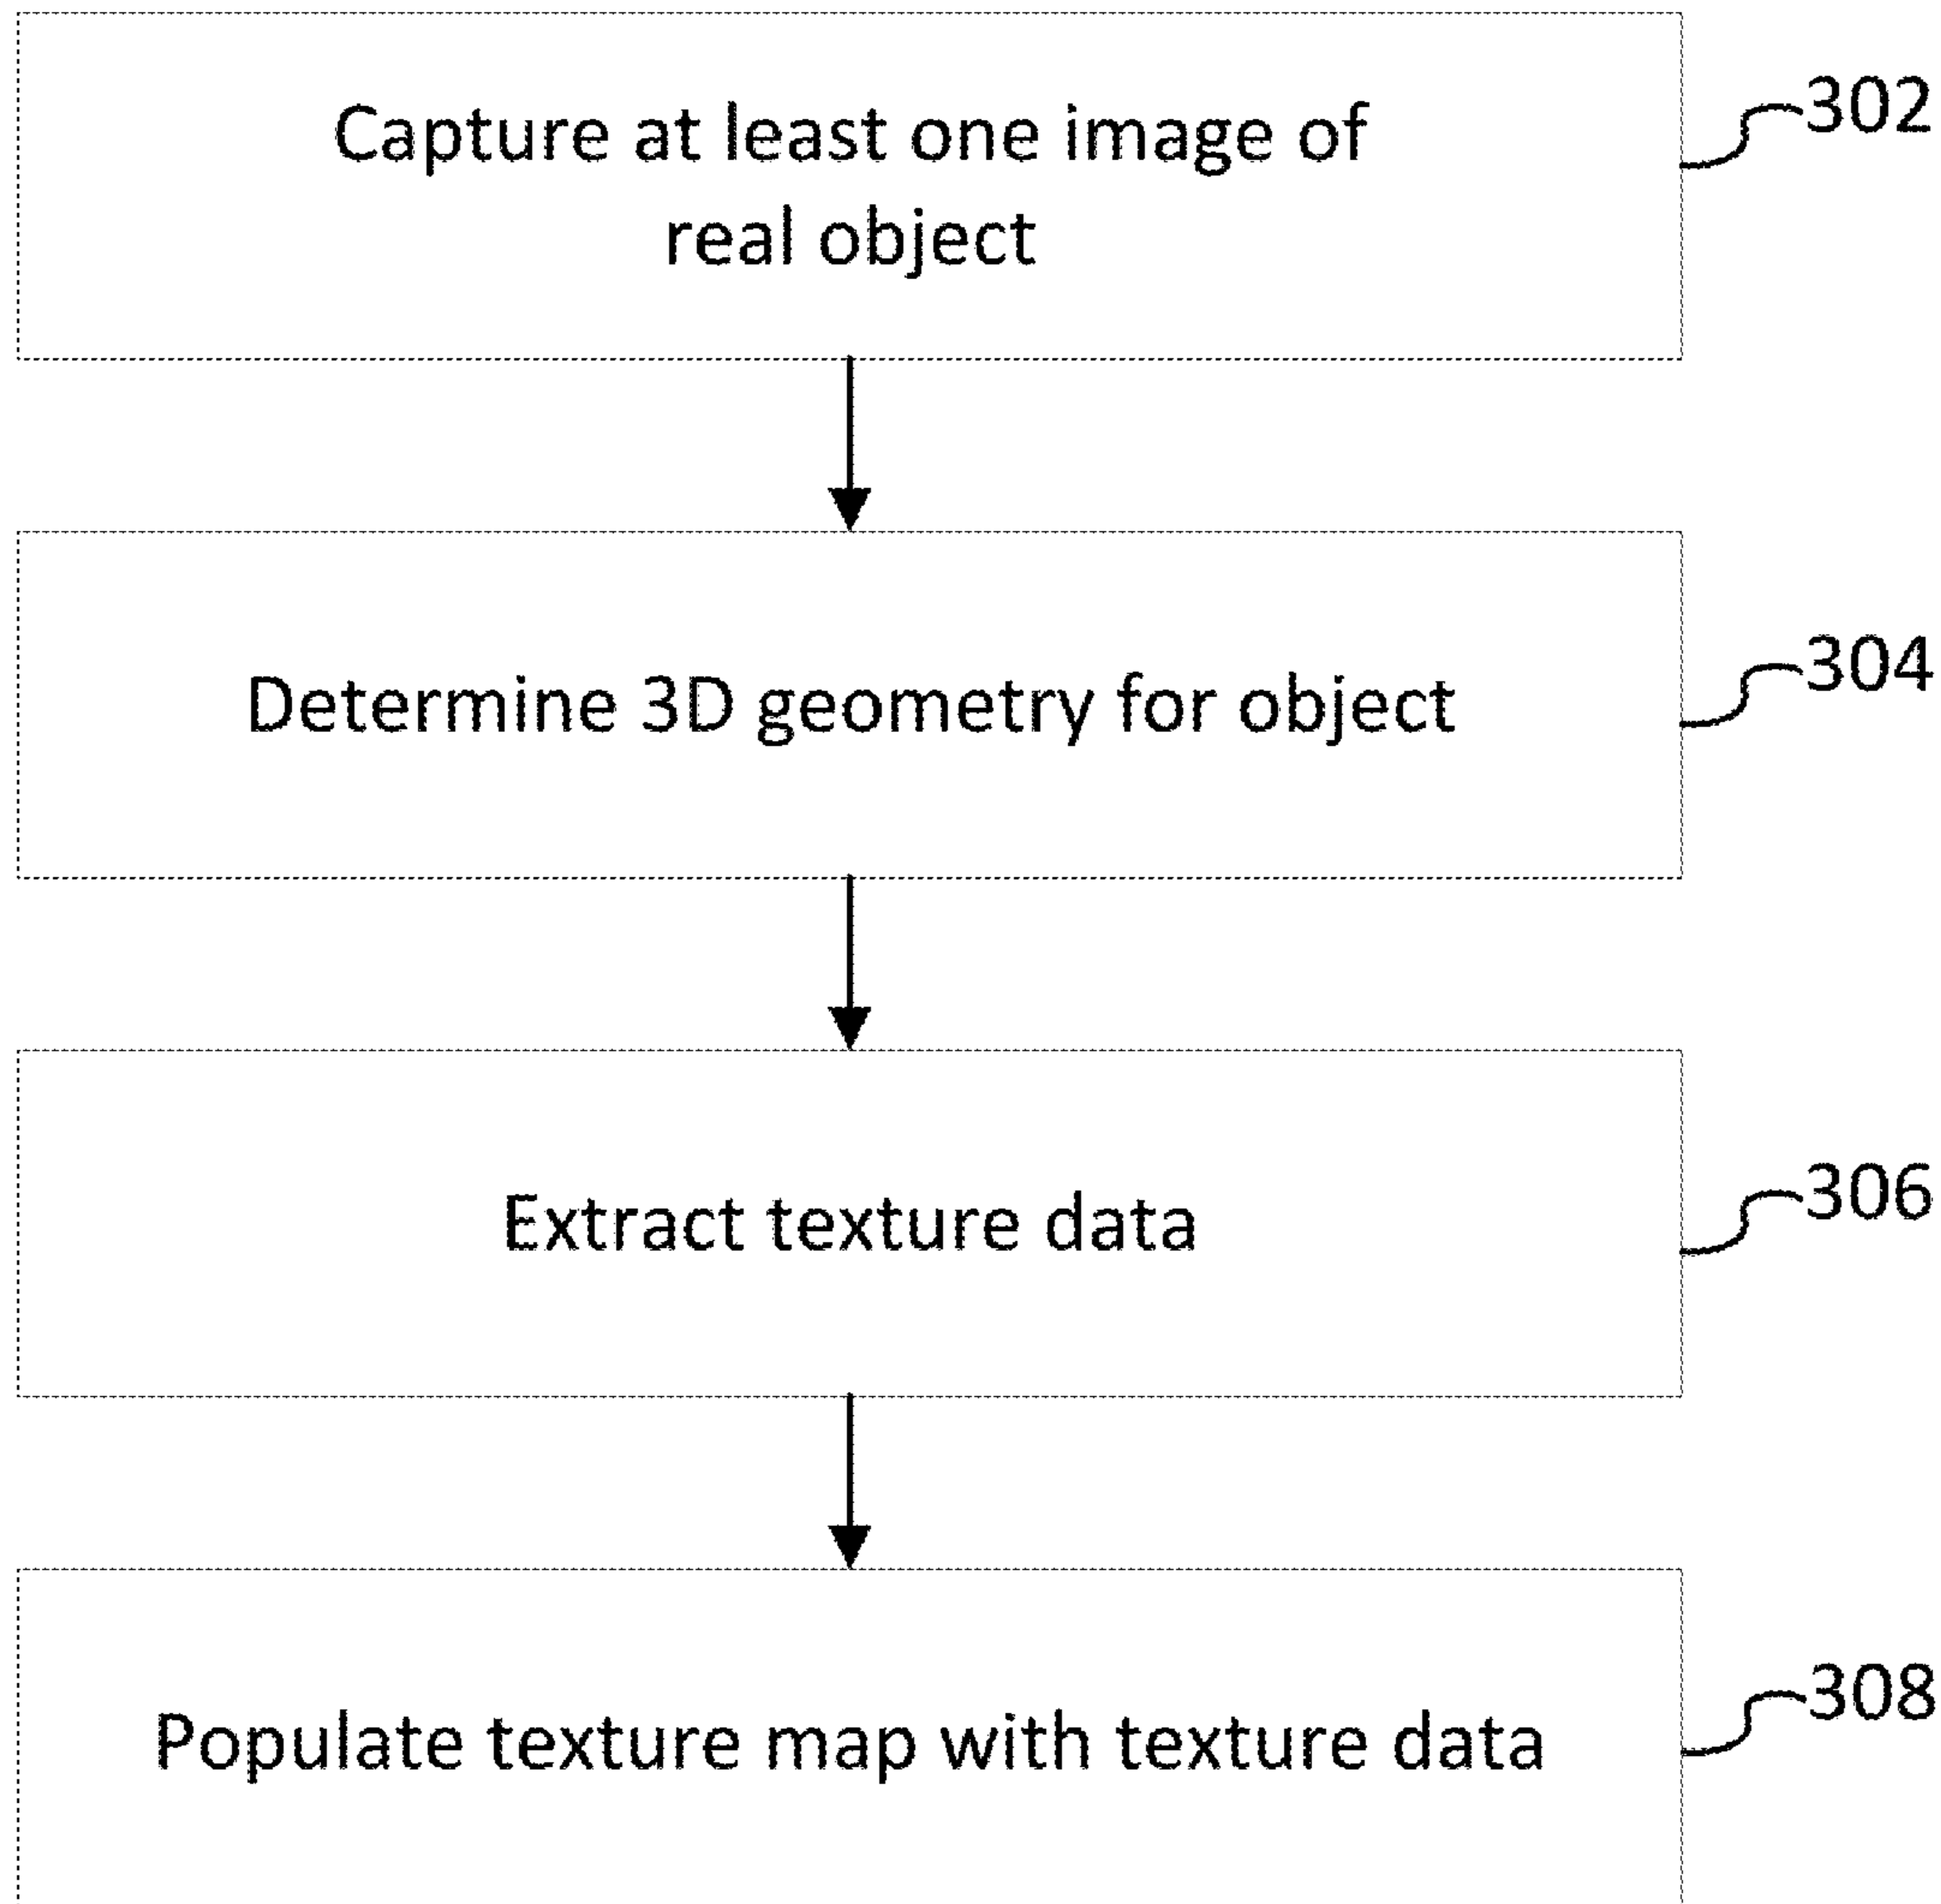 Capture at least one image of
real object
302
Determine 3D geometry for object
304
Extract texture data
306
Populate texture map with texture data
308